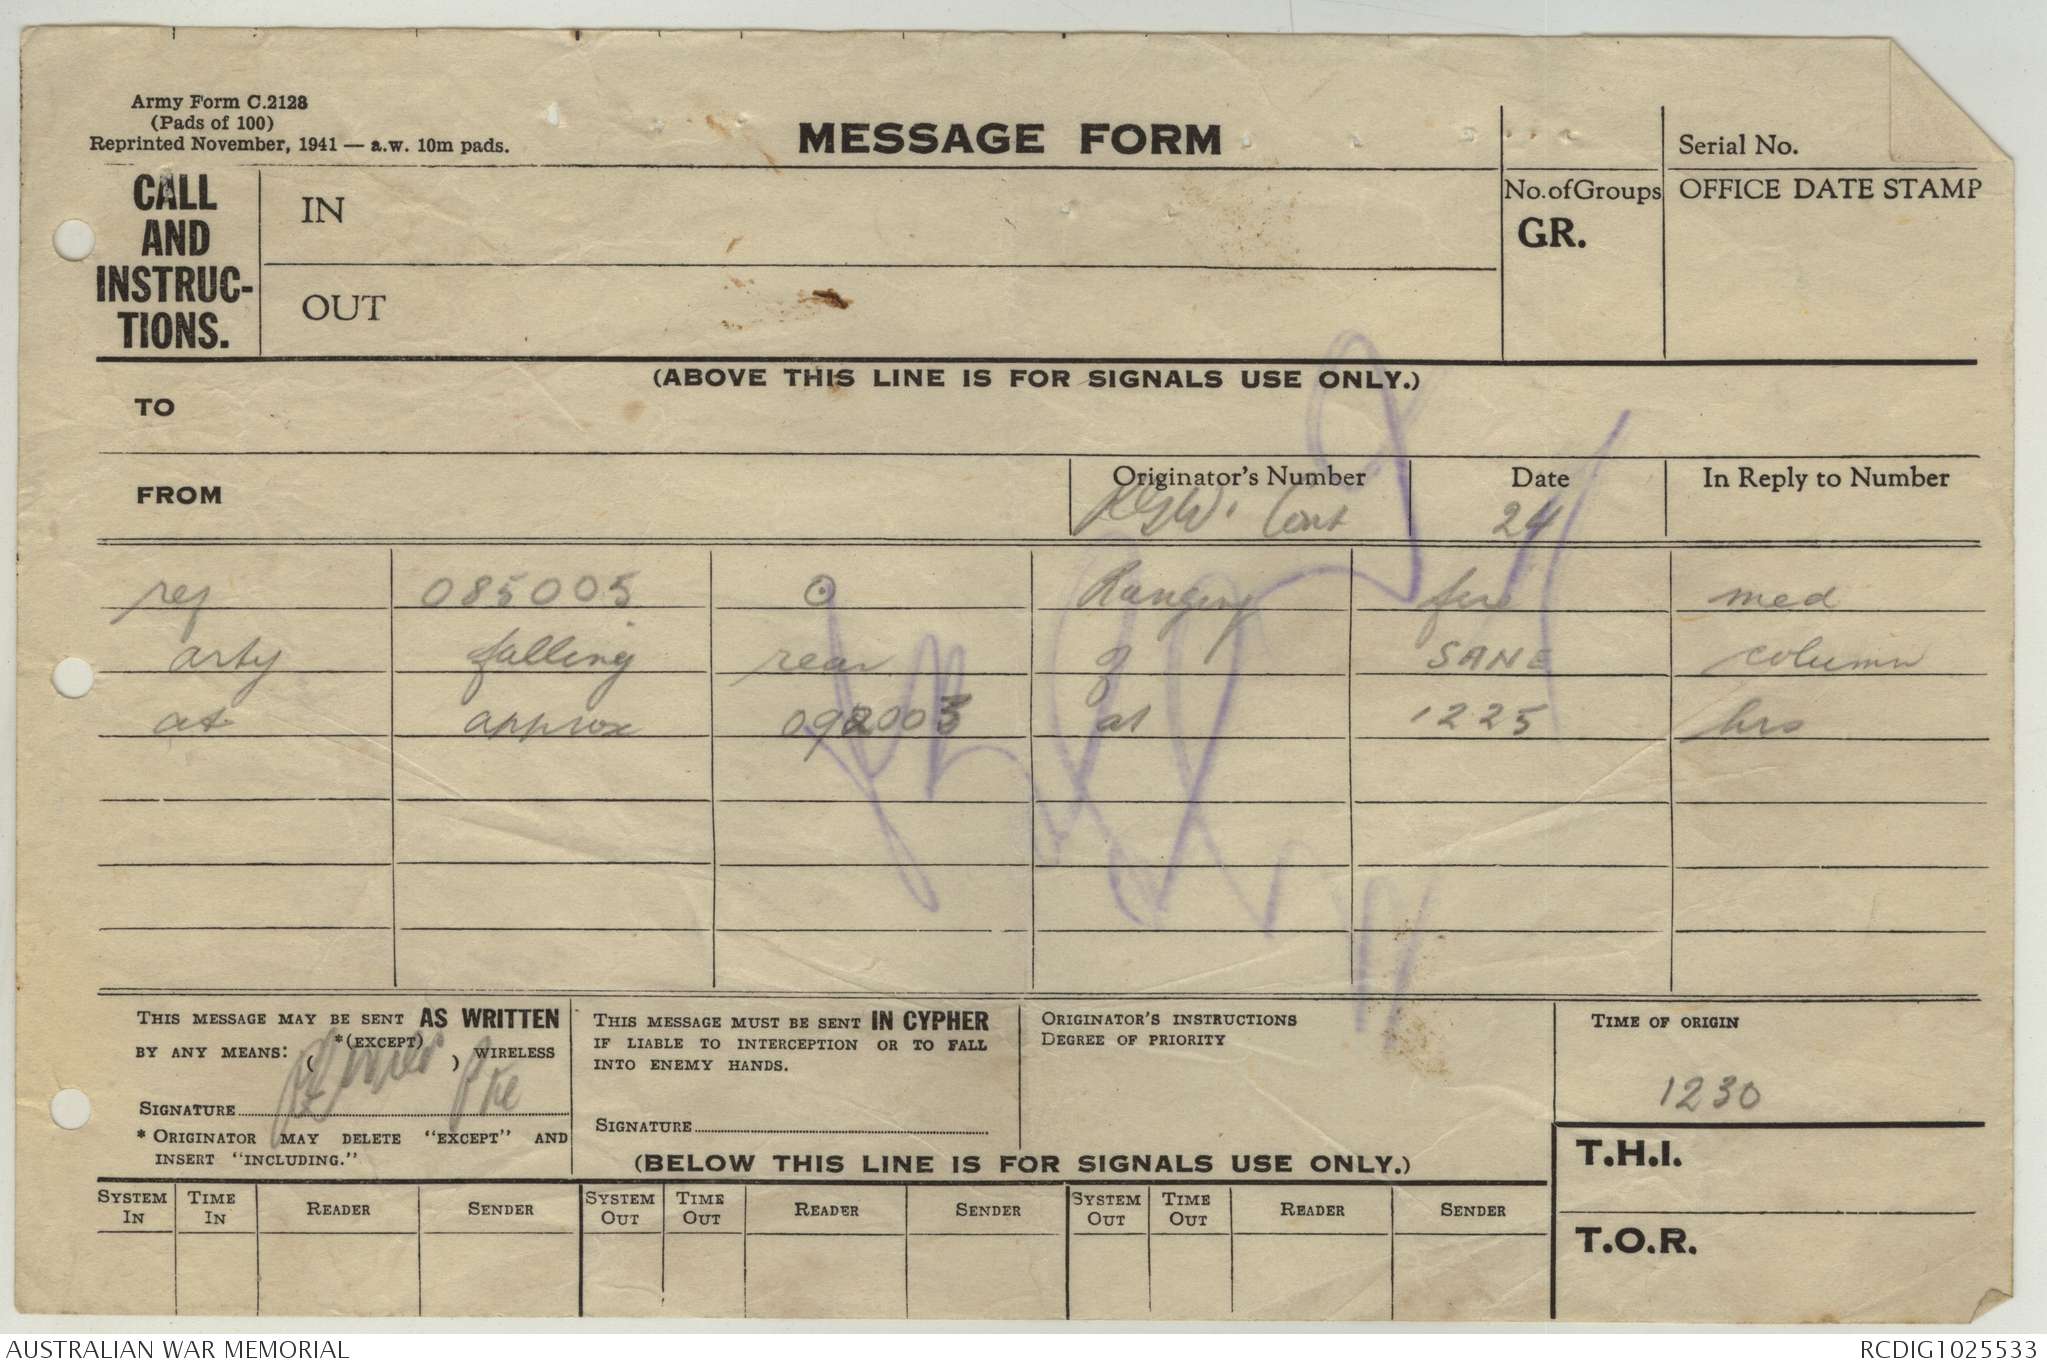 Army Form C.2128
(Pads of 100)
Reprinted November, 1941 — a.w. 10m pads.
MESSAGE FORM
Serial No.
CALL AND INSTRUC-TIONS.
IN
OUT
No. of Groups
GR.
OFFICE DATE STAMP
(ABOVE THIS LINE IS FOR SIGNALS USE ONLY.)
TO
FROM
Originator's Number
Date
In Reply to Number
Cont 24
ref 085005 O Ranging fire med
arty falling rear of SANE column
at approx 092003 at 1225 hrs
THIS MESSAGE MAY BE SENT AS WRITTEN
BY ANY MEANS: ( *(EXCEPT) ) WIRELESS
SIGNATURE
Pte
* ORIGINATOR MAY DELETE "EXCEPT" AND
INSERT "INCLUDING."
THIS MESSAGE MUST BE SENT IN CYPHER
IF LIABLE TO INTERCEPTION OR TO FALL
INTO ENEMY HANDS.
SIGNATURE
ORIGINATOR'S INSTRUCTIONS
DEGREE OF PRIORITY
TIME OF ORIGIN
1230
(BELOW THIS LINE IS FOR SIGNALS USE ONLY.)
T.H.I.
T.O.R.
SYSTEM IN TIME IN READER SENDER SYSTEM OUT TIME OUT READER SENDER SYSTEM OUT TIME OUT READER SENDER
AUSTRALIAN WAR MEMORIAL
RCDIG1025533